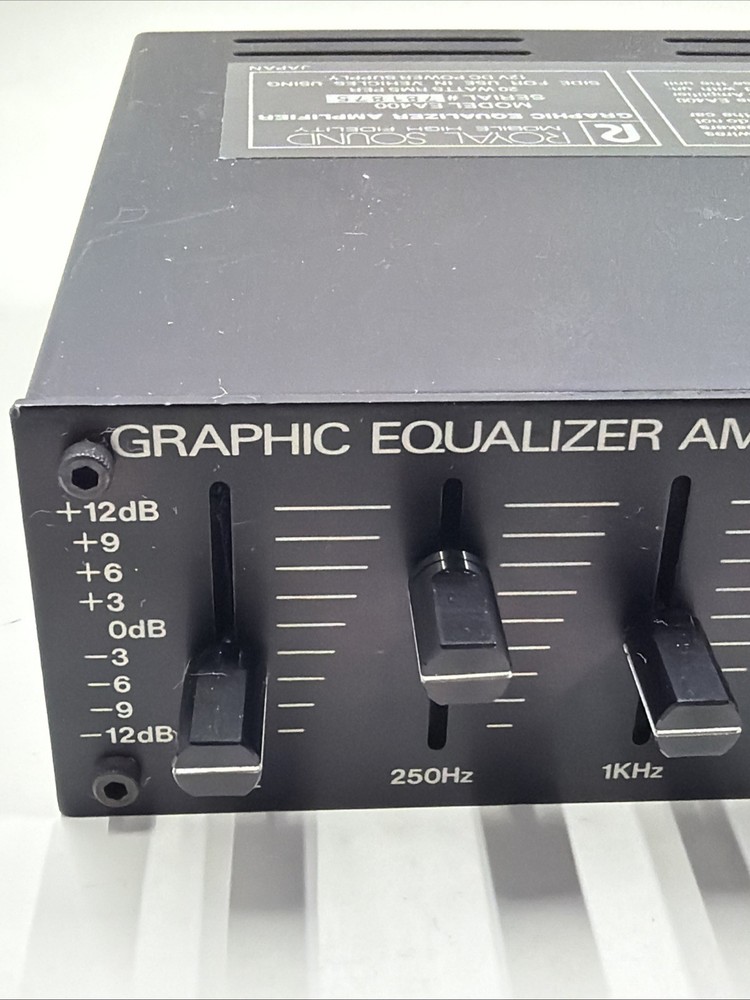 ROYAL SOUND
MOBILE HIGH FIDELITY
GRAPHIC EQUALIZER AMPLIFIER
MODEL EA400
SERIAL # 781875
20 WATTS RMS PER
SIDE FOR USE IN VEHICLES, USING
12V DC POWER SUPPLY
JAPAN
GRAPHIC EQUALIZER AM
+12dB
+9
+6
+3
0dB
−3
−6
−9
−12dB
250Hz
1KHz